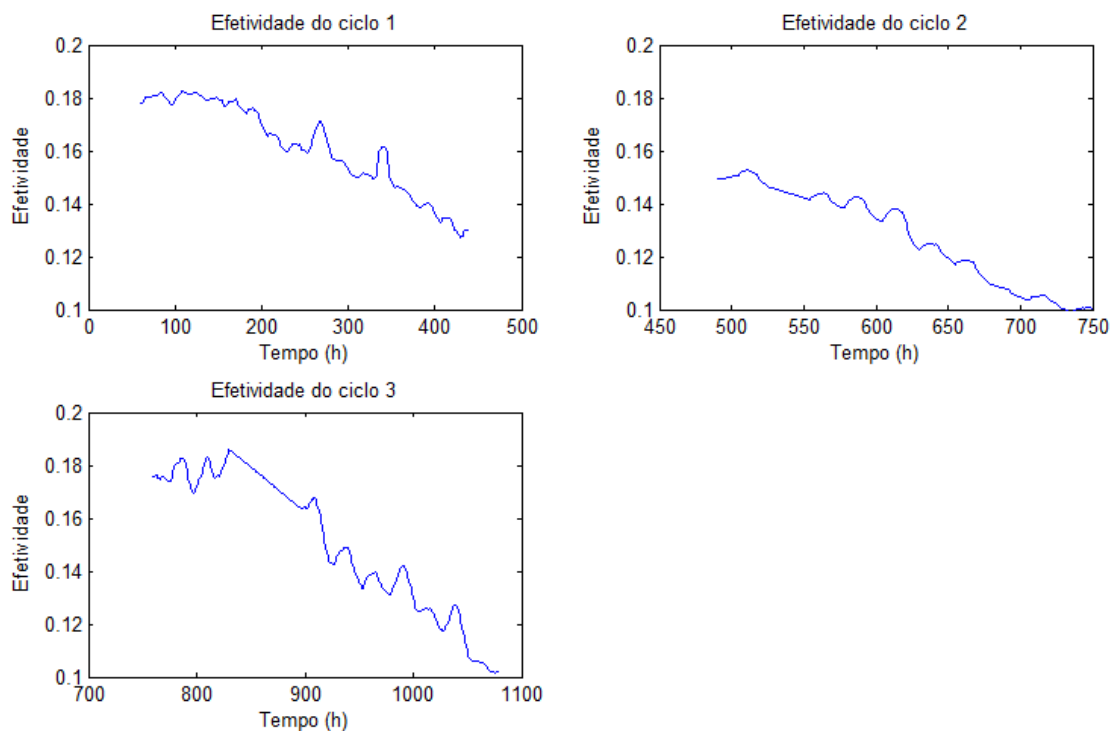 Efetividade do ciclo 1
0.2
0.18
0.16
0.14
0.12
0.1
Efetividade
0 100 200 300 400 500
Tempo (h)
Efetividade do ciclo 2
0.2
0.18
0.16
0.14
0.12
0.1
Efetividade
450 500 550 600 650 700 750
Tempo (h)
Efetividade do ciclo 3
0.2
0.18
0.16
0.14
0.12
0.1
Efetividade
700 800 900 1000 1100
Tempo (h)